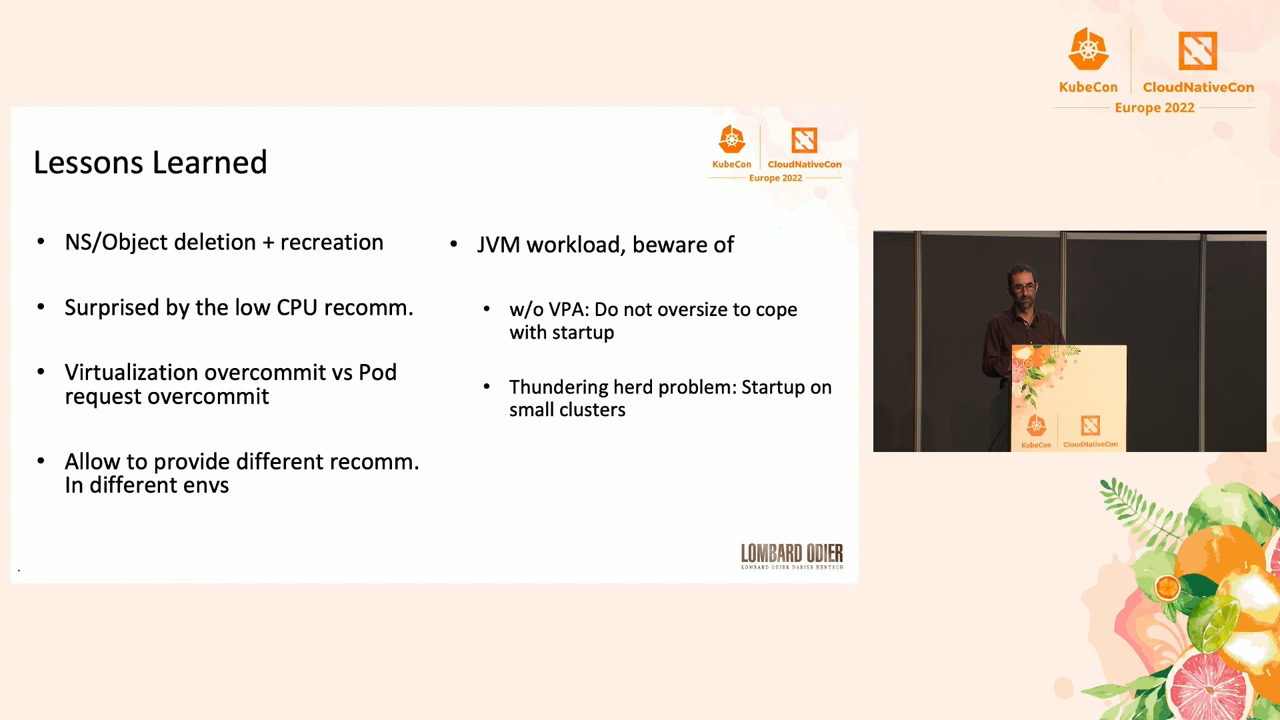 KubeCon
CloudNativeCon
Europe 2022
Lessons Learned
KubeCon
CloudNativeCon
Europe 2022
• NS/Object deletion + recreation
• Surprised by the low CPU recomm.
• Virtualization overcommit vs Pod
request overcommit
• Allow to provide different recomm.
In different envs
• JVM workload, beware of
• w/o VPA: Do not oversize to cope
with startup
• Thundering herd problem: Startup on
small clusters
LOMBARD ODIER
LOMBARD ODIER DARIER HENTSCH
.
KubeCon
CloudNativeCon